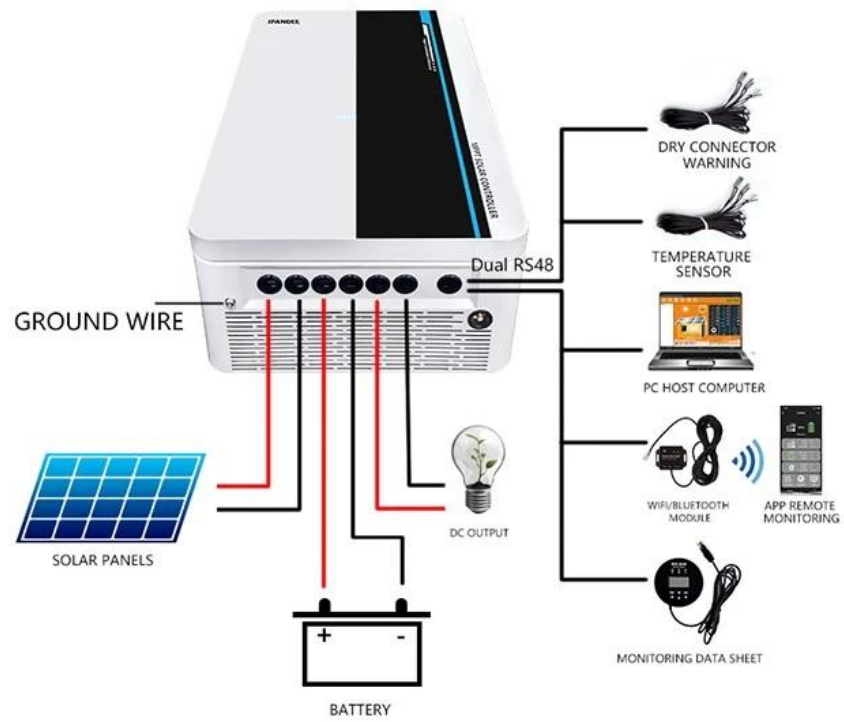 IPANDEE
MPPT SOLAR CONTROLLER
Dual RS48
GROUND WIRE
DRY CONNECTOR
WARNING
TEMPERATURE
SENSOR
PC HOST COMPUTER
WIFI/BLUETOOTH
MODULE
APP REMOTE
MONITORING
MONITORING DATA SHEET
SOLAR PANELS
DC OUTPUT
+
-
BATTERY